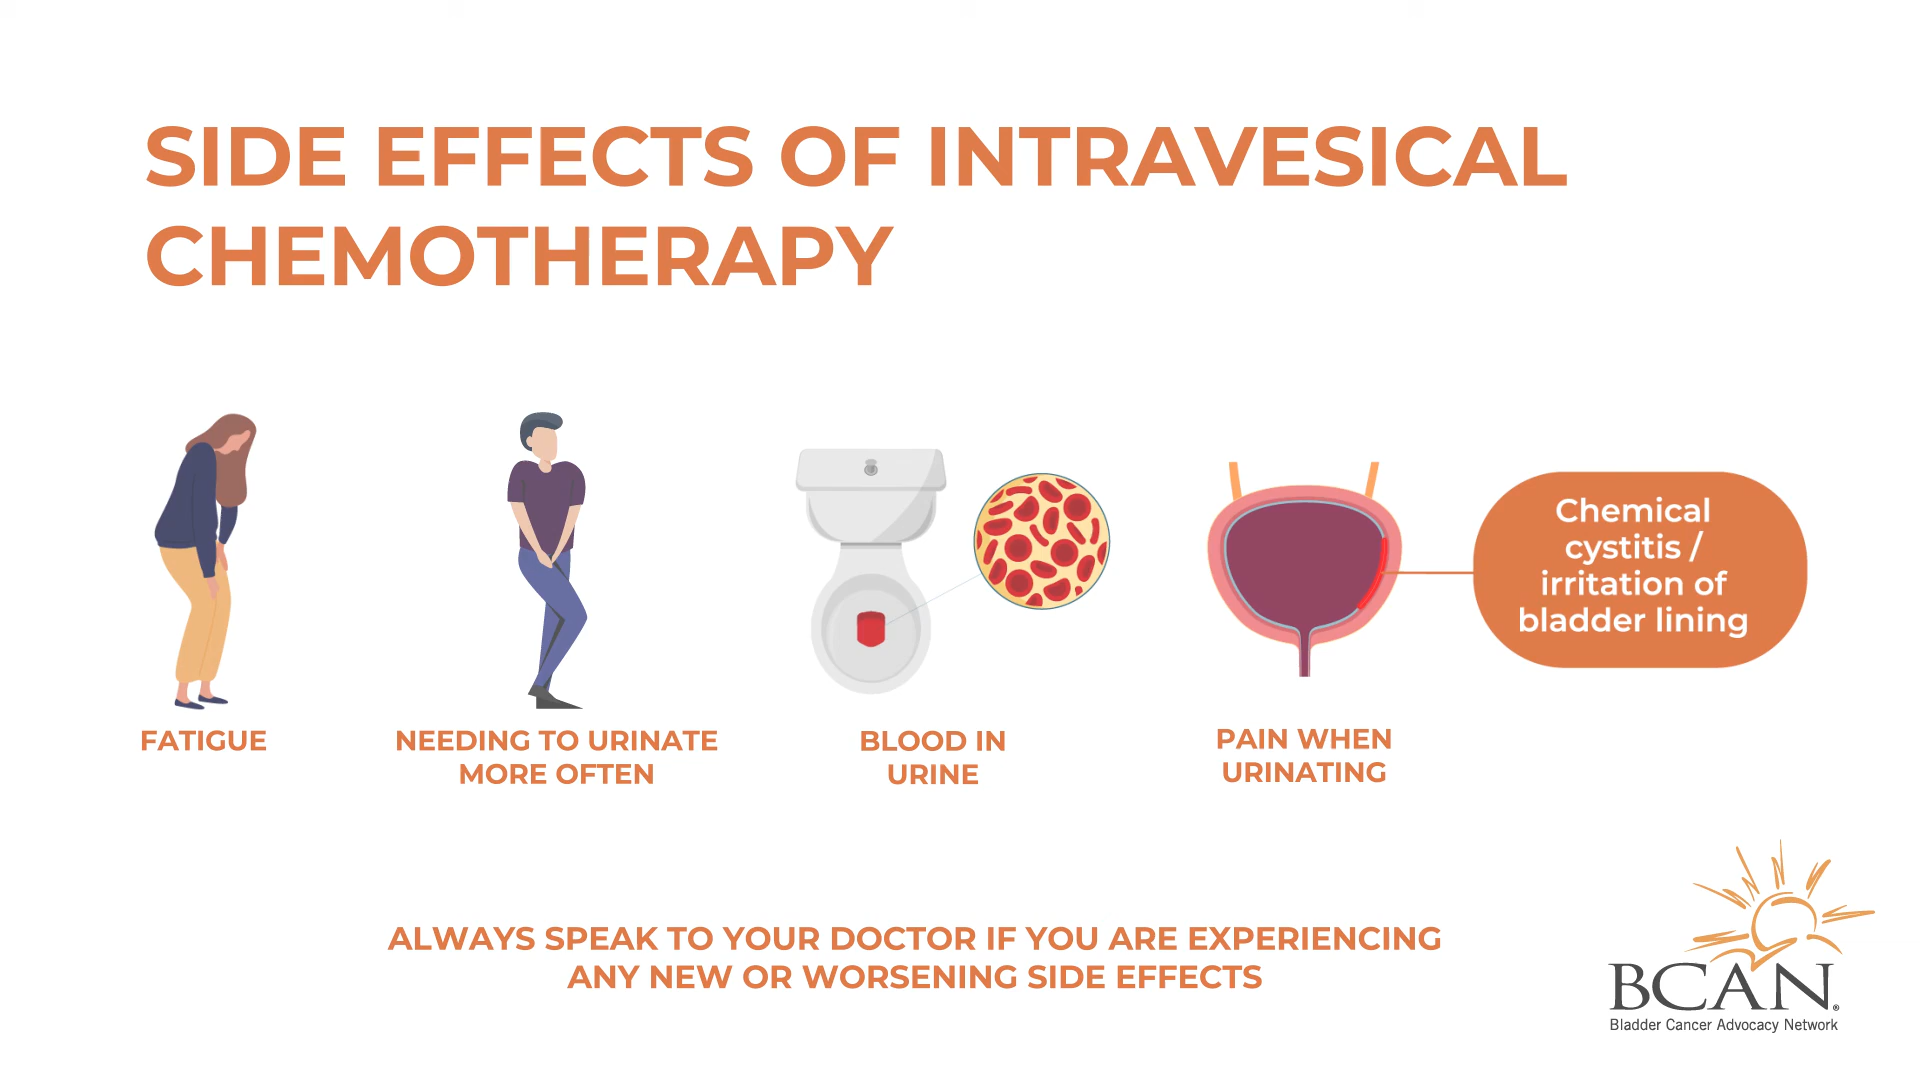 SIDE EFFECTS OF INTRAVESICAL
CHEMOTHERAPY
Chemical
cystitis /
irritation of
bladder lining
FATIGUE
NEEDING TO URINATE
MORE OFTEN
BLOOD IN
URINE
PAIN WHEN
URINATING
ALWAYS SPEAK TO YOUR DOCTOR IF YOU ARE EXPERIENCING
ANY NEW OR WORSENING SIDE EFFECTS
BCAN®
Bladder Cancer Advocacy Network